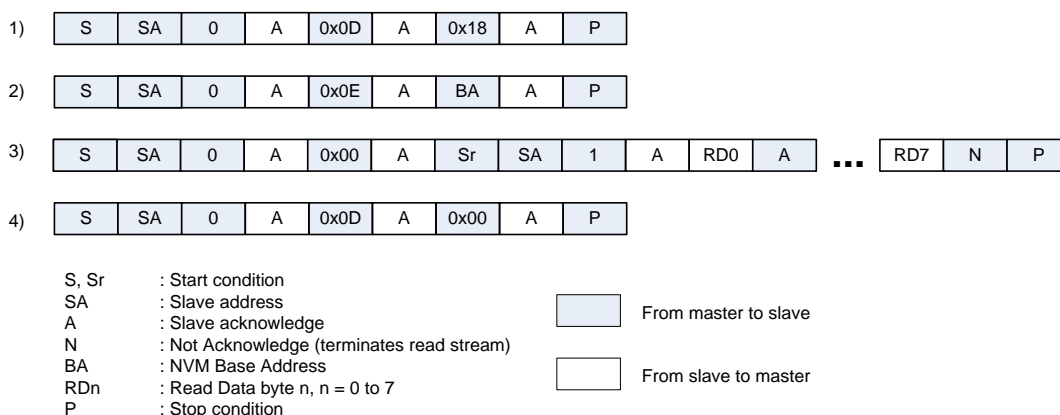 1) S SA 0 A 0x0D A 0x18 A P
2) S SA 0 A 0x0E A BA A P
3) S SA 0 A 0x00 A Sr SA 1 A RD0 A ... RD7 N P
4) S SA 0 A 0x0D A 0x00 A P
S, Sr : Start condition
SA : Slave address
A : Slave acknowledge
N : Not Acknowledge (terminates read stream)
BA : NVM Base Address
RDn : Read Data byte n, n = 0 to 7
P : Stop condition
From master to slave
From slave to master